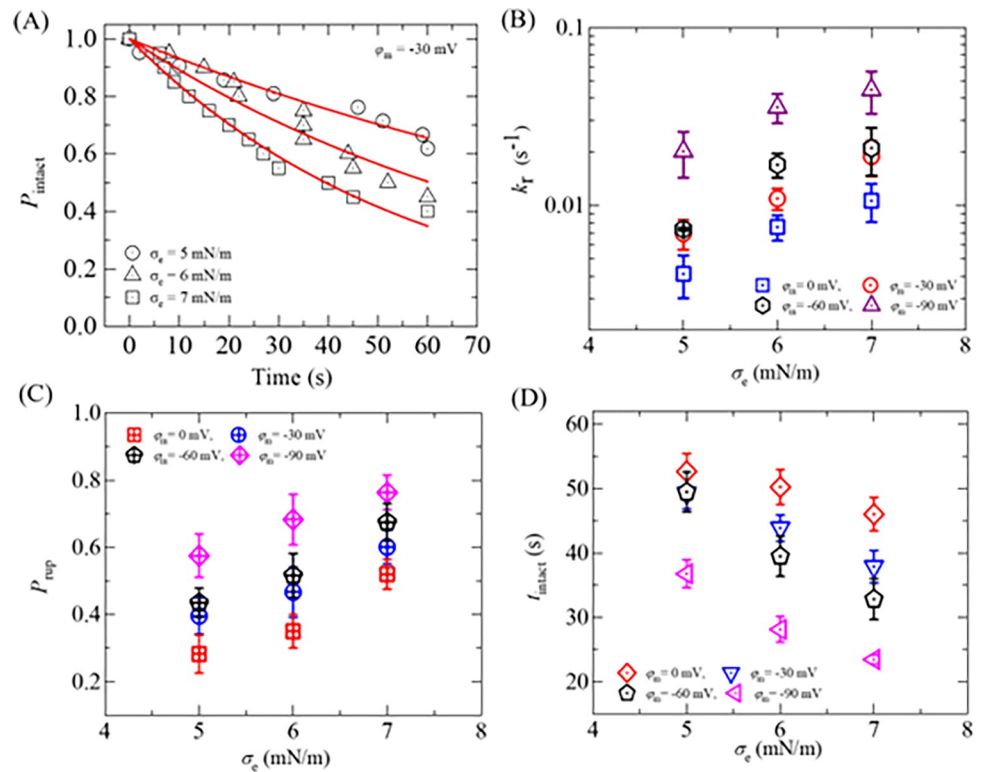 (A)
1.0
0.8
0.6
0.4
0.2
0.0
P intact
φm = -30 mV
σe = 5 mN/m
σe = 6 mN/m
σe = 7 mN/m
0 10 20 30 40 50 60 70
Time (s)
(B)
0.1
0.01
kr (s-1)
φm = 0 mV, φm = -30 mV
φm = -60 mV, φm = -90 mV
4 5 6 7 8
σe (mN/m)
(C)
1.0
0.8
0.6
0.4
0.2
Prup
φm = 0 mV, φm = -30 mV
φm = -60 mV, φm = -90 mV
4 5 6 7 8
σe (mN/m)
(D)
60
50
40
30
20
tintact (s)
φm = 0 mV, φm = -30 mV
φm = -60 mV, φm = -90 mV
4 5 6 7 8
σe (mN/m)